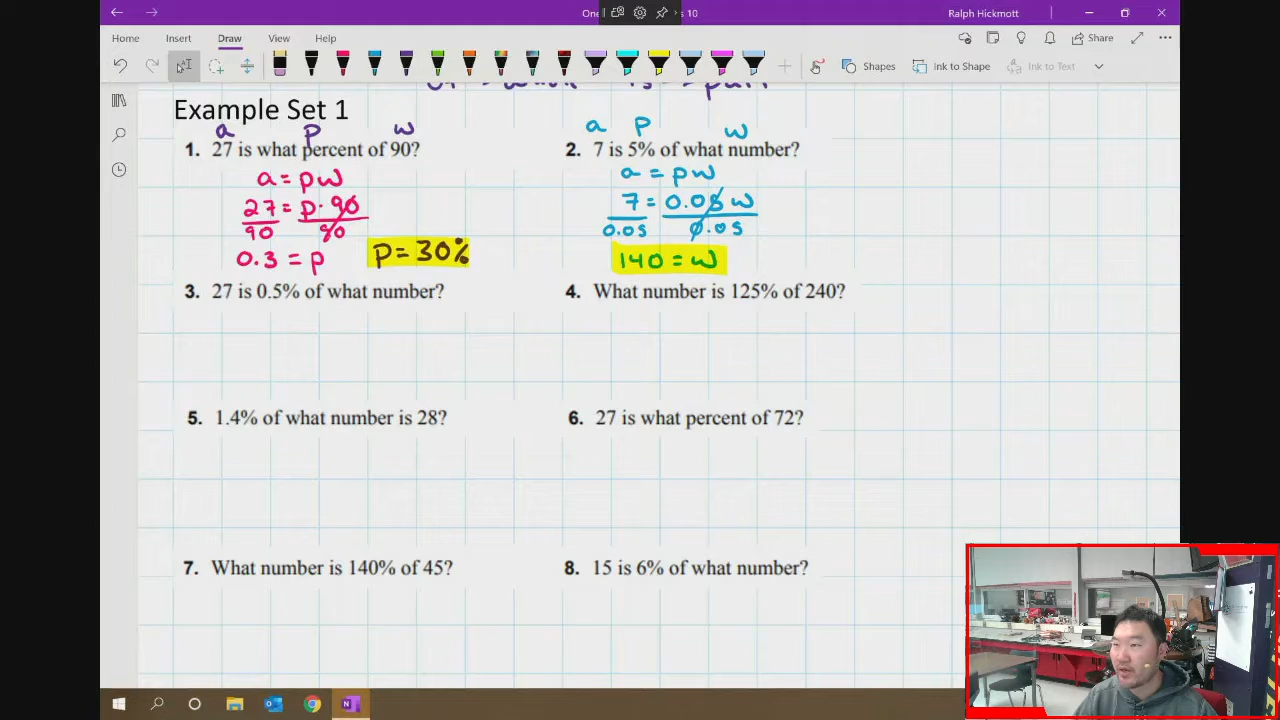 Ralph Hickmott
Home Insert Draw View Help
Share
Shapes Ink to Shape Ink to Text
Example Set 1
a p w
1. 27 is what percent of 90?
a = pw
27 = p · 90
90 90
0.3 = p
p = 30%
a p w
2. 7 is 5% of what number?
a = pw
7 = 0.05 w
0.05 0.05
140 = w
3. 27 is 0.5% of what number?
4. What number is 125% of 240?
5. 1.4% of what number is 28?
6. 27 is what percent of 72?
7. What number is 140% of 45?
8. 15 is 6% of what number?